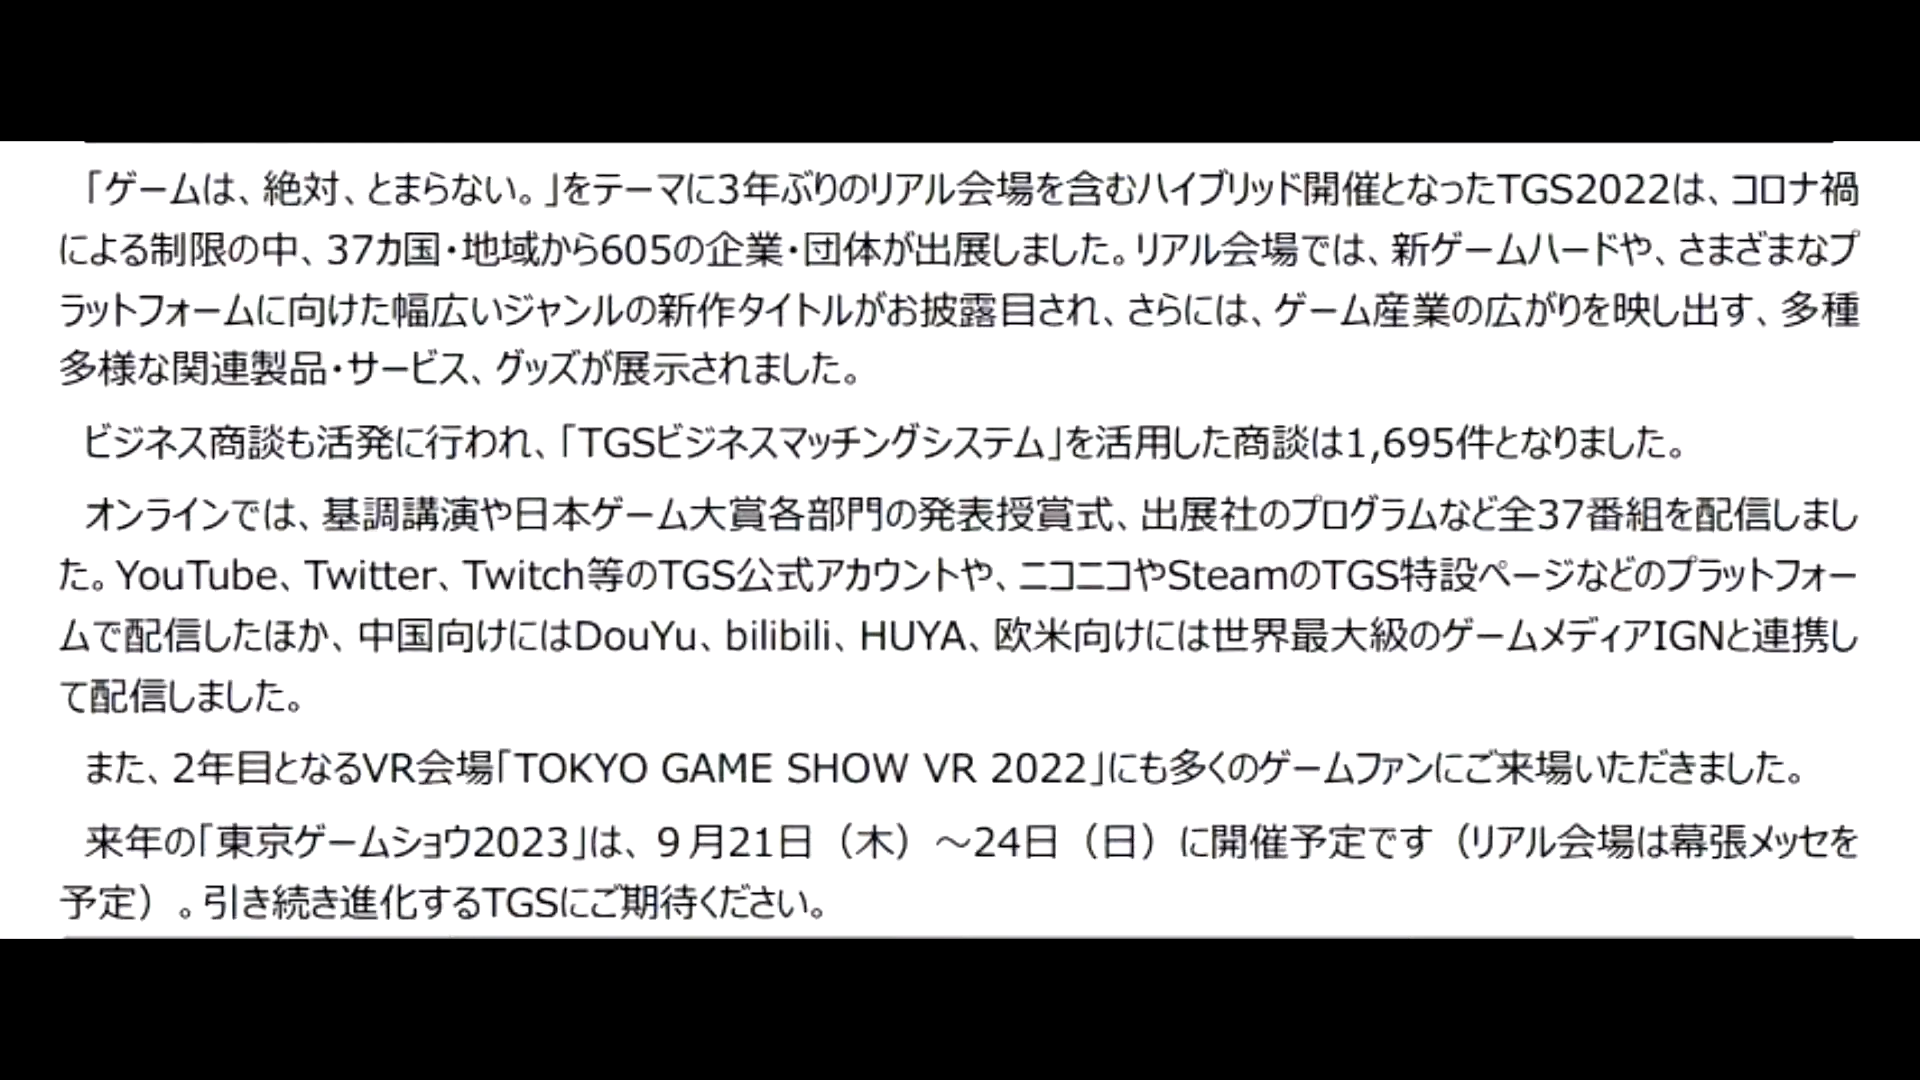 「ゲームは、絶対、とまらない。」をテーマに3年ぶりのリアル会場を含むハイブリッド開催となったTGS2022は、コロナ禍
による制限の中、37カ国・地域から605の企業・団体が出展しました。リアル会場では、新ゲームハードや、さまざまなプ
ラットフォームに向けた幅広いジャンルの新作タイトルがお披露目され、さらには、ゲーム産業の広がりを映し出す、多種
多様な関連製品・サービス、グッズが展示されました。
ビジネス商談も活発に行われ、「TGSビジネスマッチングシステム」を活用した商談は1,695件となりました。
オンラインでは、基調講演や日本ゲーム大賞各部門の発表授賞式、出展社のプログラムなど全37番組を配信しまし
た。YouTube、Twitter、Twitch等のTGS公式アカウントや、ニコニコやSteamのTGS特設ページなどのプラットフォー
ムで配信したほか、中国向けにはDouYu、bilibili、HUYA、欧米向けには世界最大級のゲームメディアIGNと連携し
て配信しました。
また、2年目となるVR会場「TOKYO GAME SHOW VR 2022」にも多くのゲームファンにご来場いただきました。
来年の「東京ゲームショウ2023」は、９月21日（木）～24日（日）に開催予定です（リアル会場は幕張メッセを
予定）。引き続き進化するTGSにご期待ください。